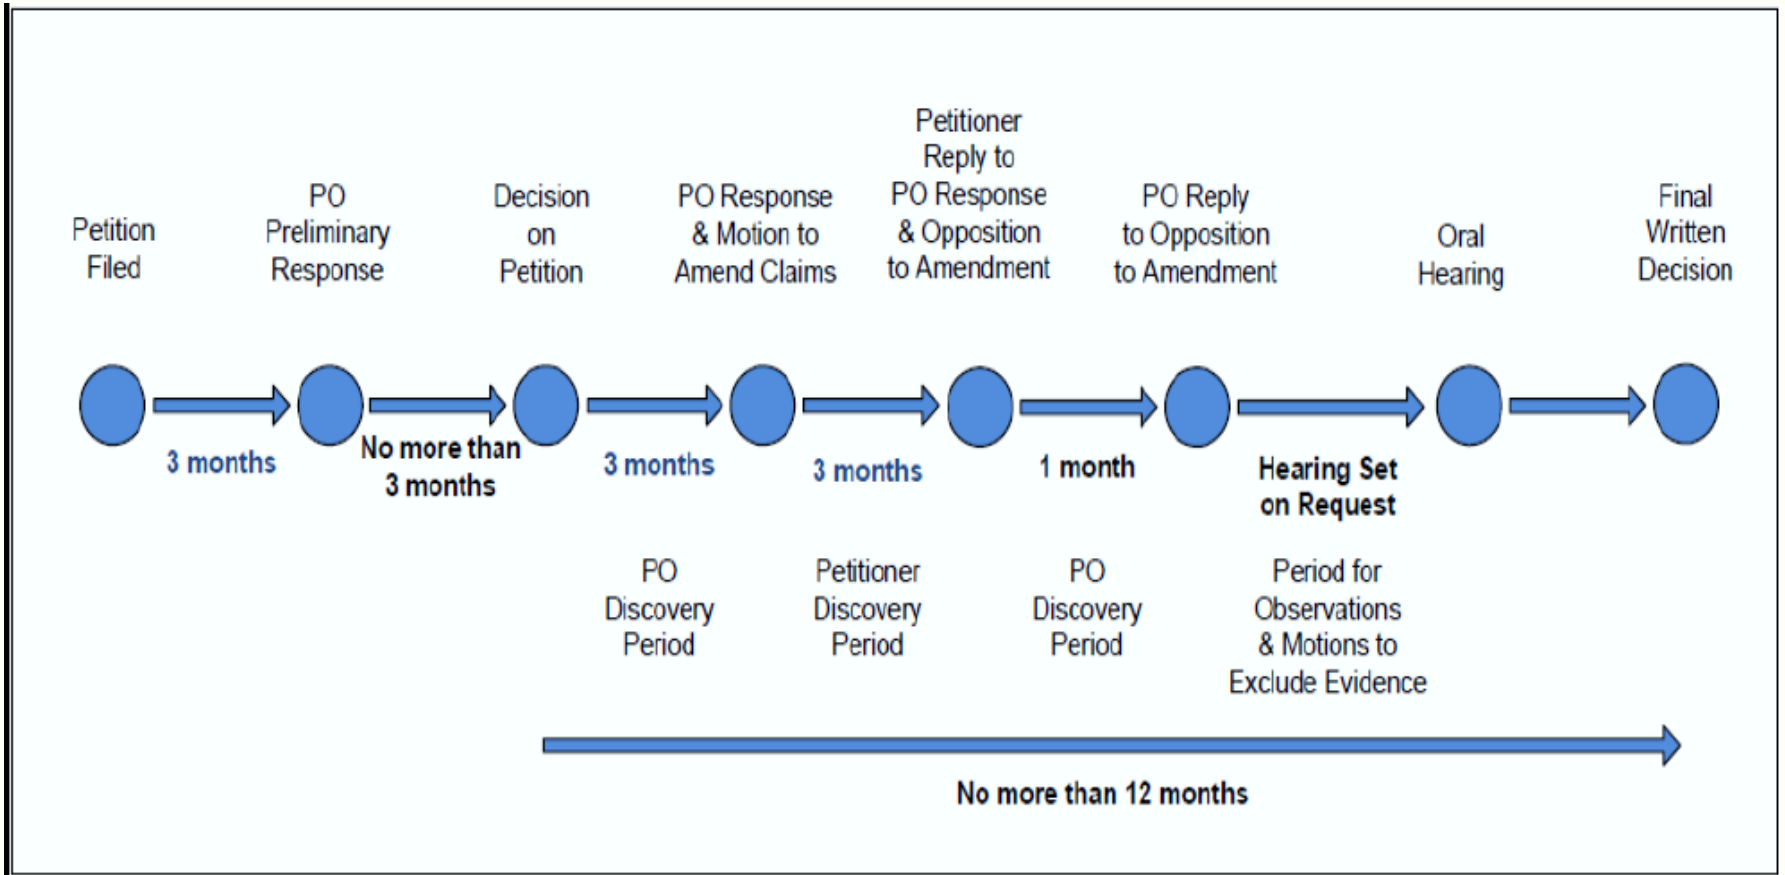 Petition
Filed
PO
Preliminary
Response
Decision
on
Petition
PO Response
& Motion to
Amend Claims
Petitioner
Reply to
PO Response
& Opposition
to Amendment
PO Reply
to Opposition
to Amendment
Oral
Hearing
Final
Written
Decision
3 months
No more than
3 months
3 months
3 months
1 month
Hearing Set
on Request
PO
Discovery
Period
Petitioner
Discovery
Period
PO
Discovery
Period
Period for
Observations
& Motions to
Exclude Evidence
No more than 12 months